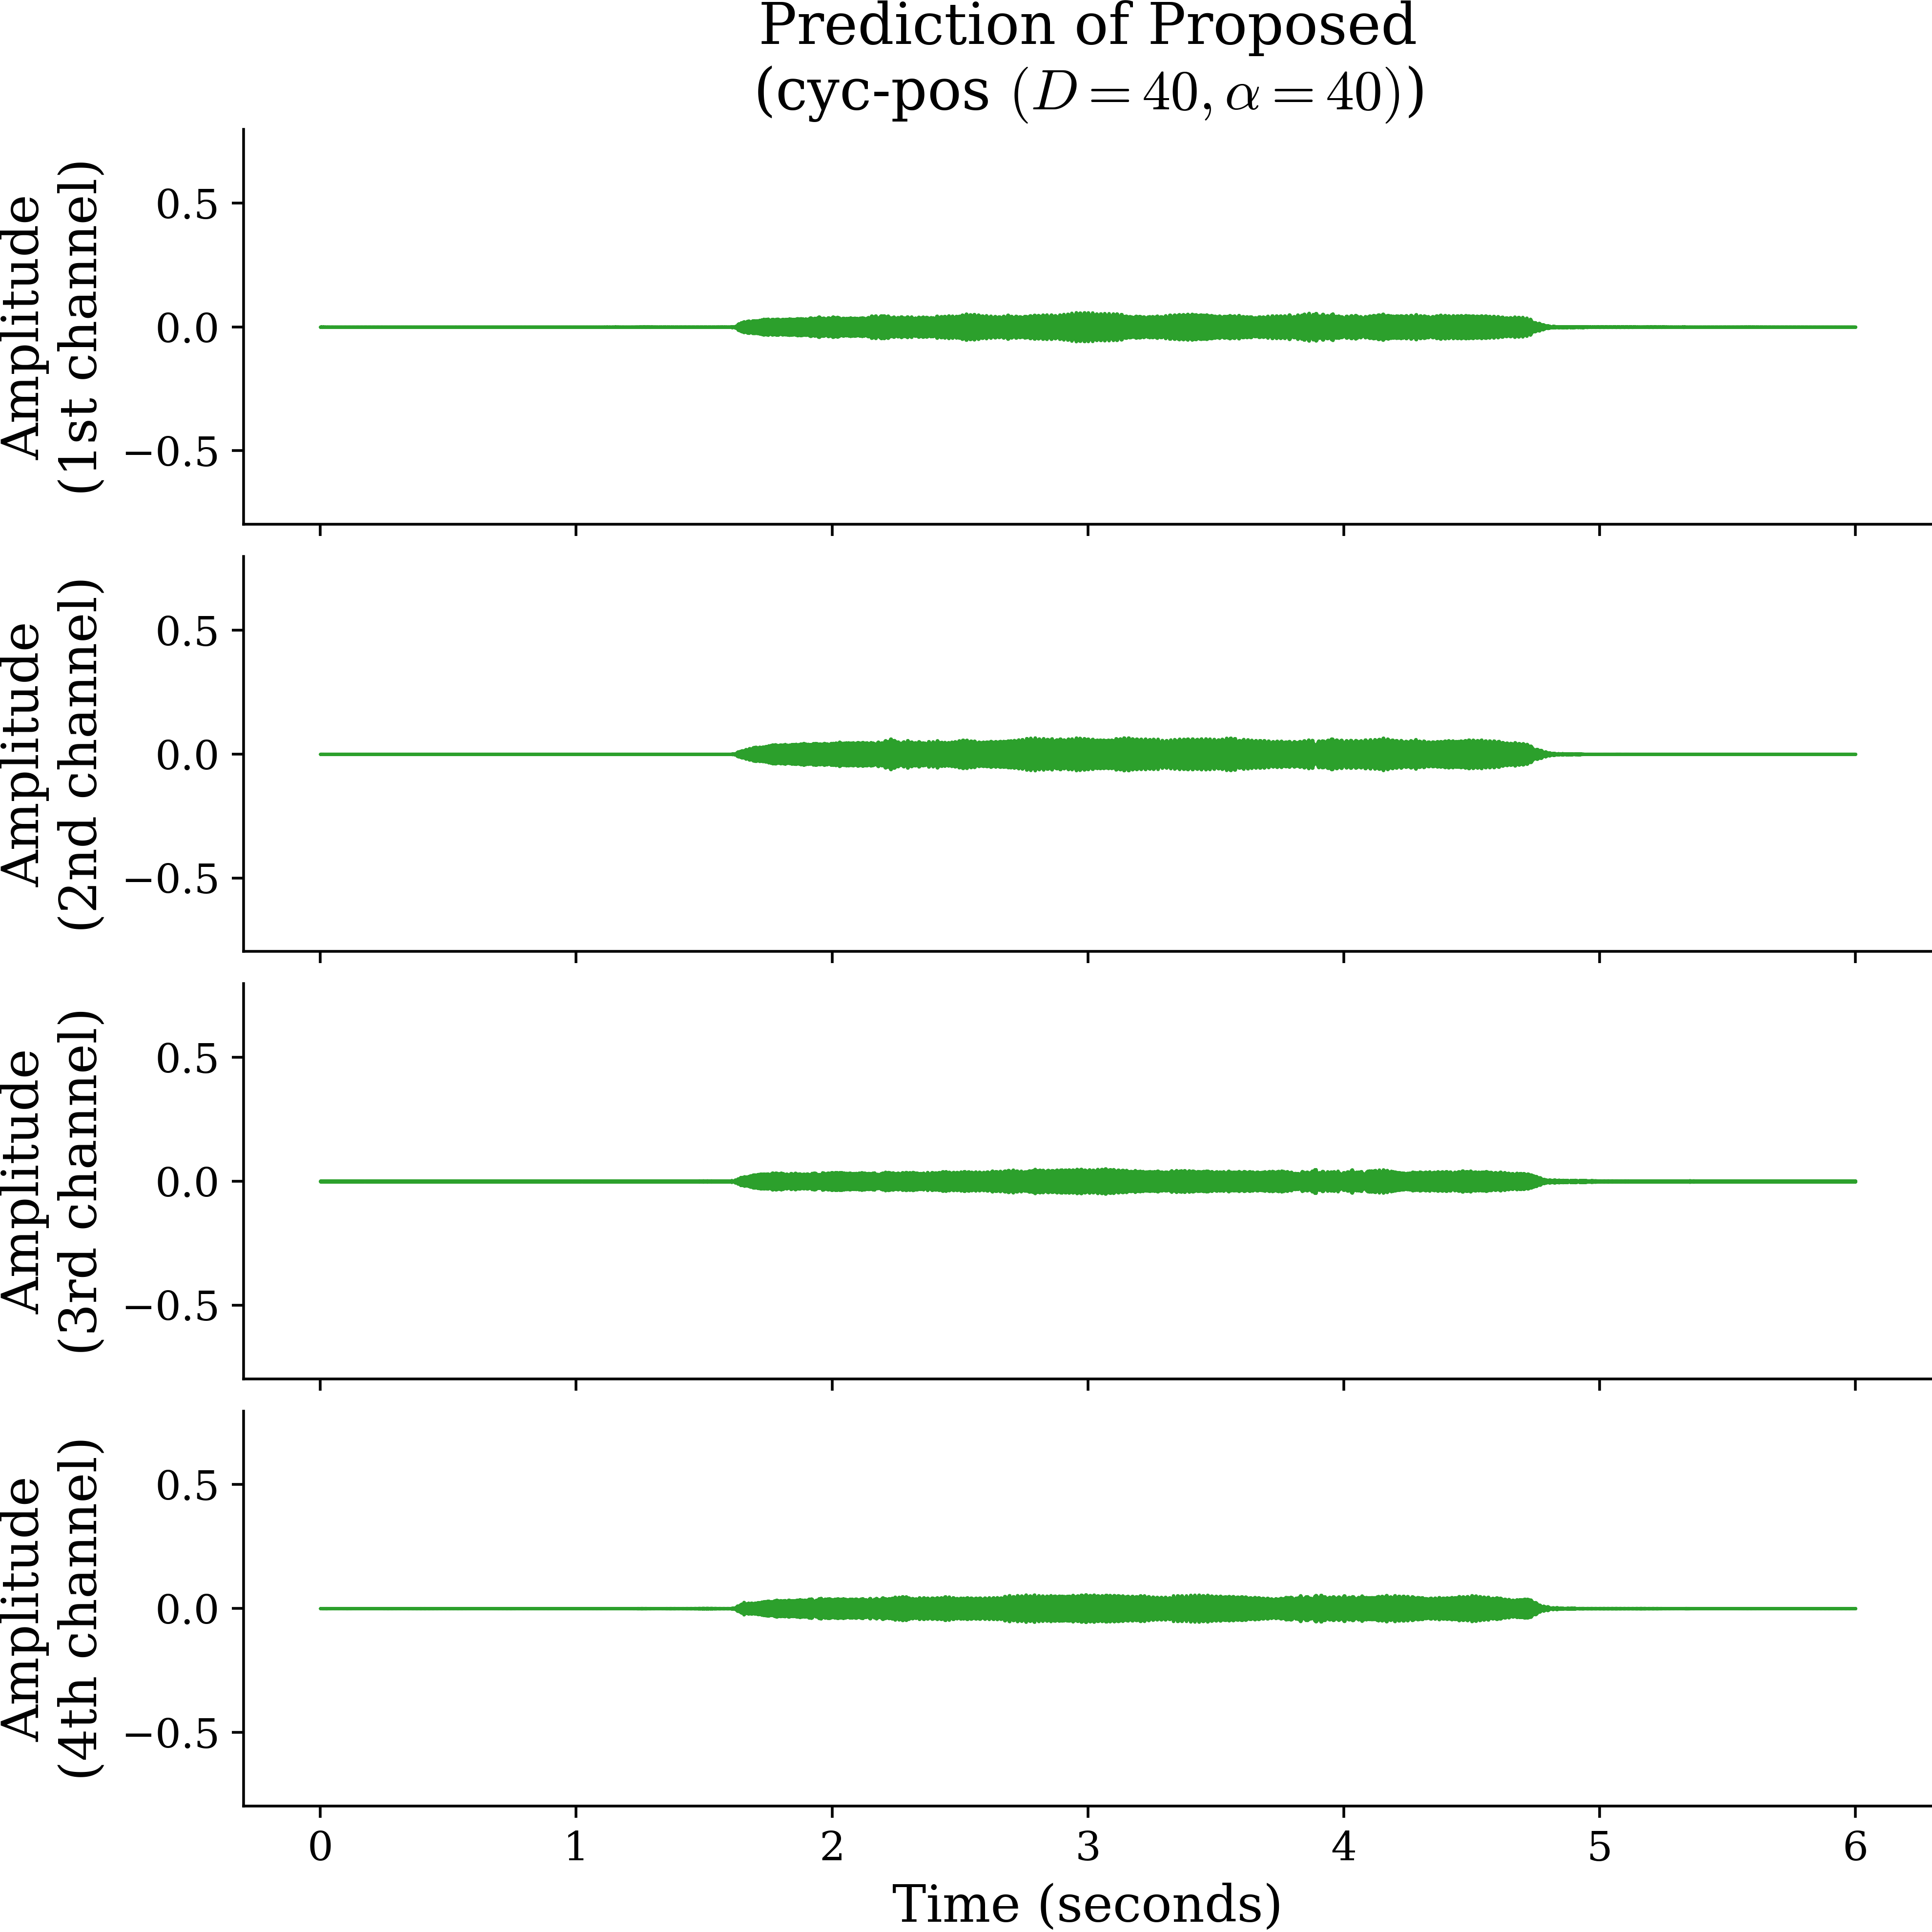 Prediction of Proposed
(cyc-pos (D = 40, α = 40))
Amplitude
(1st channel)
0.5
0.0
−0.5
Amplitude
(2nd channel)
0.5
0.0
−0.5
Amplitude
(3rd channel)
0.5
0.0
−0.5
Amplitude
(4th channel)
0.5
0.0
−0.5
0 1 2 3 4 5 6
Time (seconds)